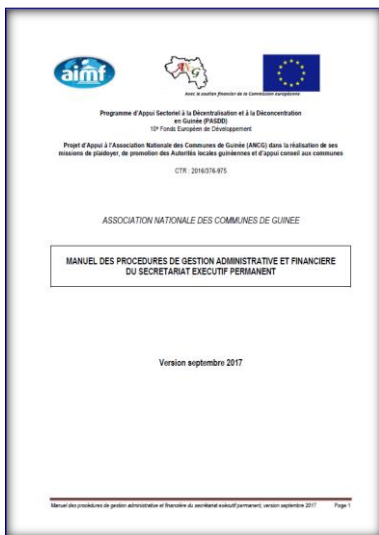 aimf
ANCG
Avec le soutien financier de la Commission européenne
Programme d'Appui Sectoriel à la Décentralisation et à la Déconcentration
en Guinée (PASDD)
10e Fonds Européen de Développement
Projet d'Appui à l'Association Nationale des Communes de Guinée (ANCG) dans la réalisation de ses
missions de plaidoyer, de promotion des Autorités locales guinéennes et d'appui conseil aux communes
CTR : 2016/376-975
ASSOCIATION NATIONALE DES COMMUNES DE GUINEE
MANUEL DES PROCEDURES DE GESTION ADMINISTRATIVE ET FINANCIERE
DU SECRETARIAT EXECUTIF PERMANENT
Version septembre 2017
Manuel des procédures de gestion administrative et financière du secrétariat exécutif permanent, version septembre 2017 Page 1